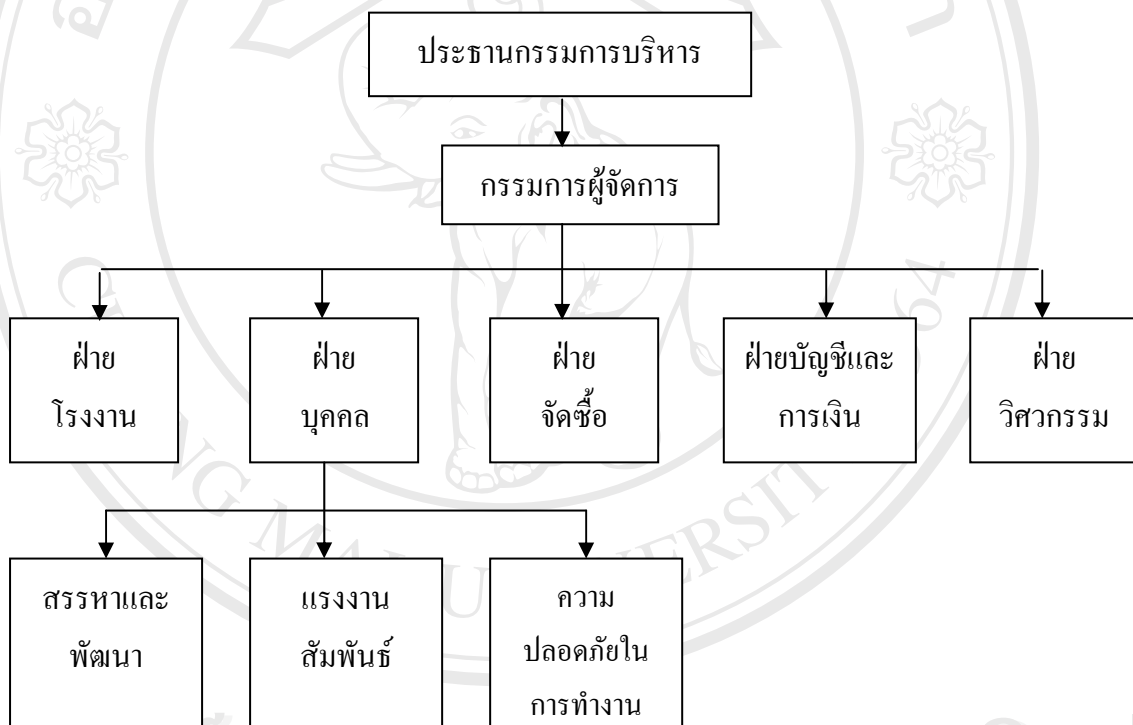 ประธานกรรมการบริหาร
กรรมการผู้จัดการ
ฝ่าย
โรงงาน
ฝ่าย
บุคคล
ฝ่าย
จัดซื้อ
ฝ่ายบัญชีและ
การเงิน
ฝ่าย
วิศวกรรม
สรรหาและ
พัฒนา
แรงงาน
สัมพันธ์
ความ
ปลอดภัยใน
การทำงาน